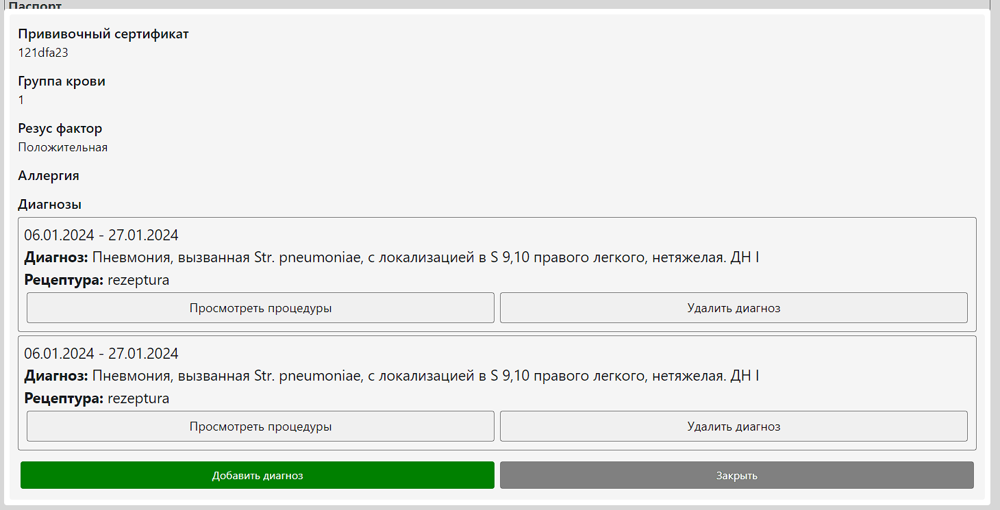 Паспорт
Прививочный сертификат
121dfa23
Группа крови
1
Резус фактор
Положительная
Аллергия
Диагнозы
06.01.2024 - 27.01.2024
Диагноз: Пневмония, вызванная Str. pneumoniae, с локализацией в S 9,10 правого легкого, нетяжелая. ДН I
Рецептура: rezeptura
Просмотреть процедуры Удалить диагноз
06.01.2024 - 27.01.2024
Диагноз: Пневмония, вызванная Str. pneumoniae, с локализацией в S 9,10 правого легкого, нетяжелая. ДН I
Рецептура: rezeptura
Просмотреть процедуры Удалить диагноз
Добавить диагноз Закрыть